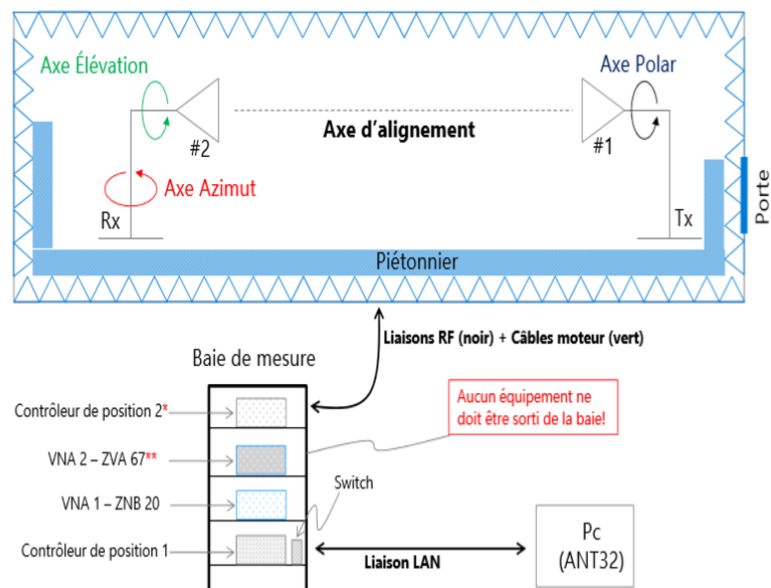 Axe Élévation
Axe Polar
Axe d'alignement
#2
#1
Axe Azimut
Rx
Tx
Porte
Piétonnier
Liaisons RF (noir) + Câbles moteur (vert)
Baie de mesure
Aucun équipement ne
doit être sorti de la baie!
Contrôleur de position 2*
VNA 2 – ZVA 67**
Switch
VNA 1 – ZNB 20
Pc
(ANT32)
Contrôleur de position 1
Liaison LAN